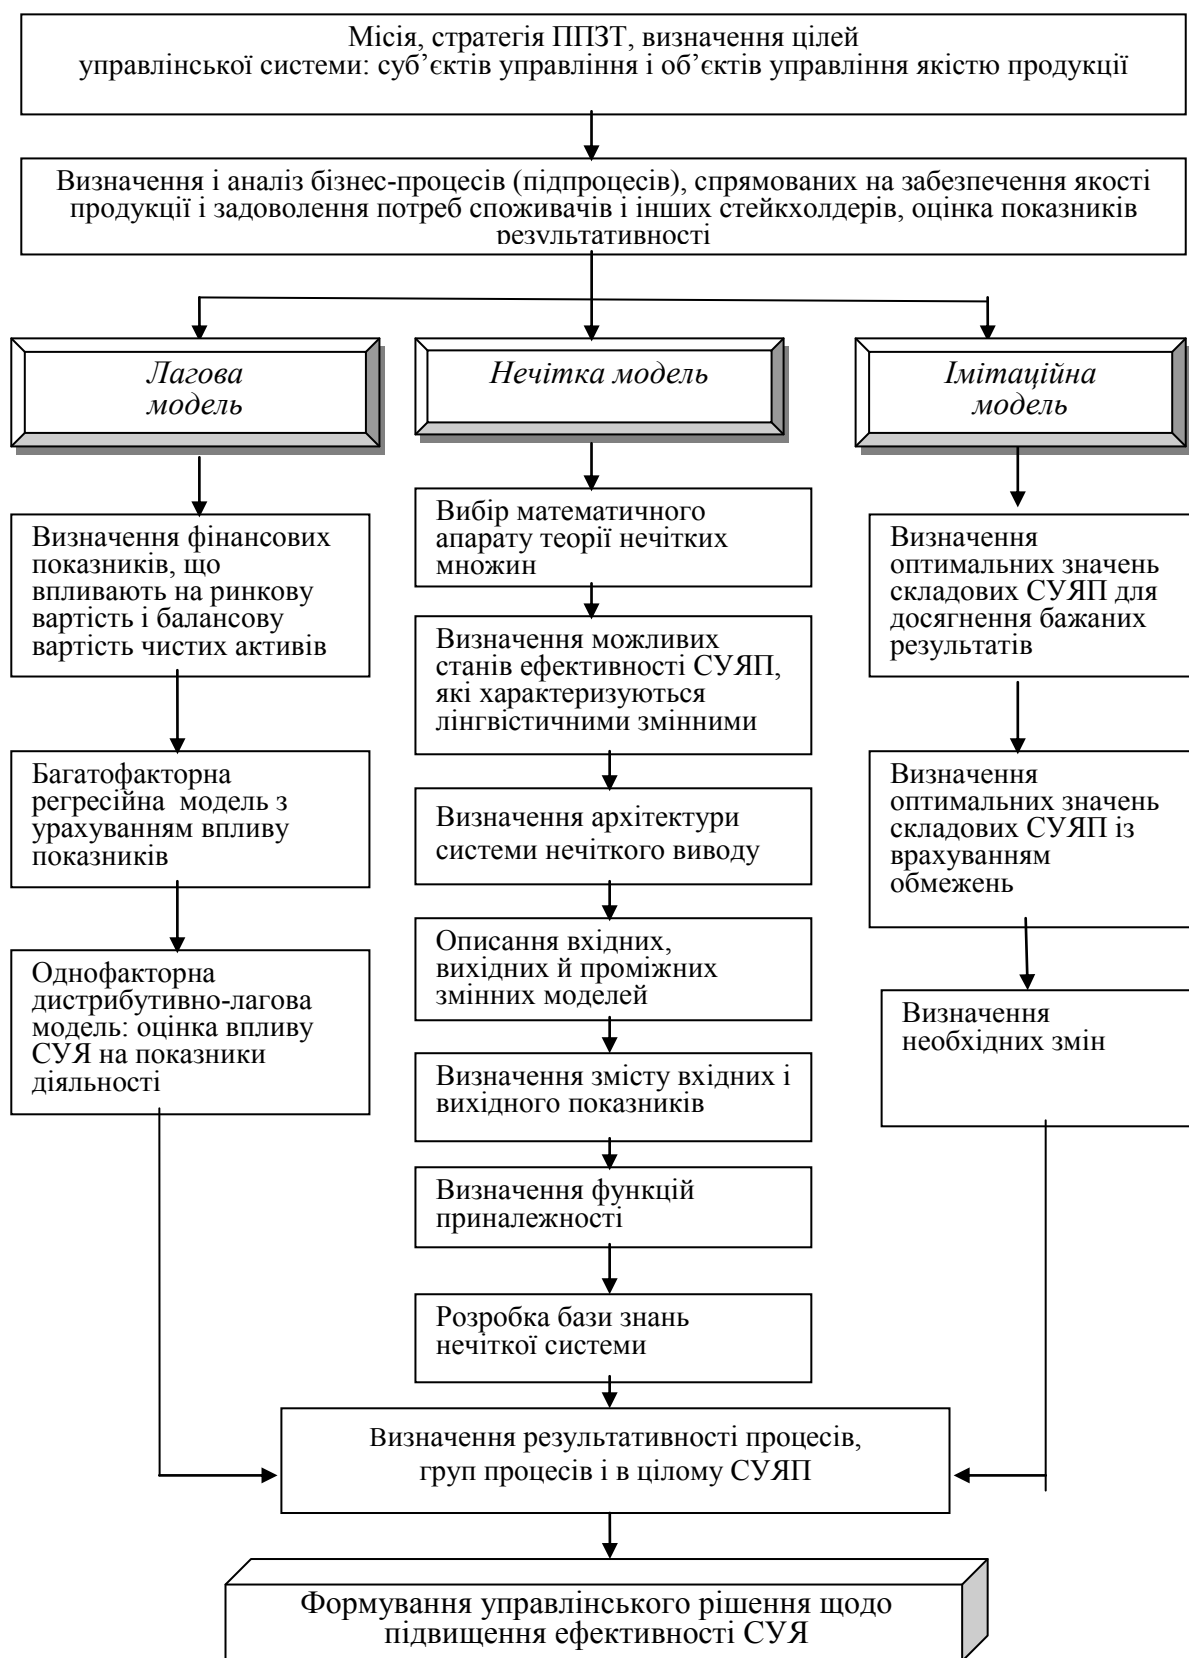 Місія, стратегія ППЗТ, визначення цілей
управлінської системи: суб’єктів управління і об’єктів управління якістю продукції
Визначення і аналіз бізнес-процесів (підпроцесів), спрямованих на забезпечення якості
продукції і задоволення потреб споживачів і інших стейкхолдерів, оцінка показників
результативності
Лагова
модель
Нечітка модель
Імітаційна
модель
Визначення фінансових
показників, що
впливають на ринкову
вартість і балансову
вартість чистих активів
Багатофакторна
регресійна модель з
урахуванням впливу
показників
Однофакторна
дистрибутивно-лагова
модель: оцінка впливу
СУЯ на показники
діяльності
Вибір математичного
апарату теорії нечітких
множин
Визначення можливих
станів ефективності СУЯП,
які характеризуються
лінгвістичними змінними
Визначення архітектури
системи нечіткого виводу
Описання вхідних,
вихідних й проміжних
змінних моделей
Визначення змісту вхідних і
вихідного показників
Визначення функцій
приналежності
Розробка бази знань
нечіткої системи
Визначення
оптимальних значень
складових СУЯП для
досягнення бажаних
результатів
Визначення
оптимальних значень
складових СУЯП із
врахуванням
обмежень
Визначення
необхідних змін
Визначення результативності процесів,
груп процесів і в цілому СУЯП
Формування управлінського рішення щодо
підвищення ефективності СУЯ